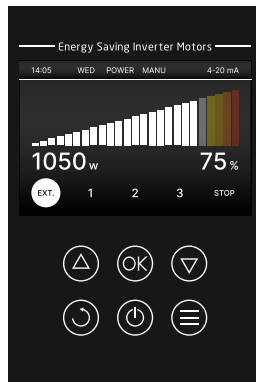 Energy Saving Inverter Motors
14:05 WED POWER MANU 4-20 mA
1050 W 75 %
EXT. 1 2 3 STOP
OK